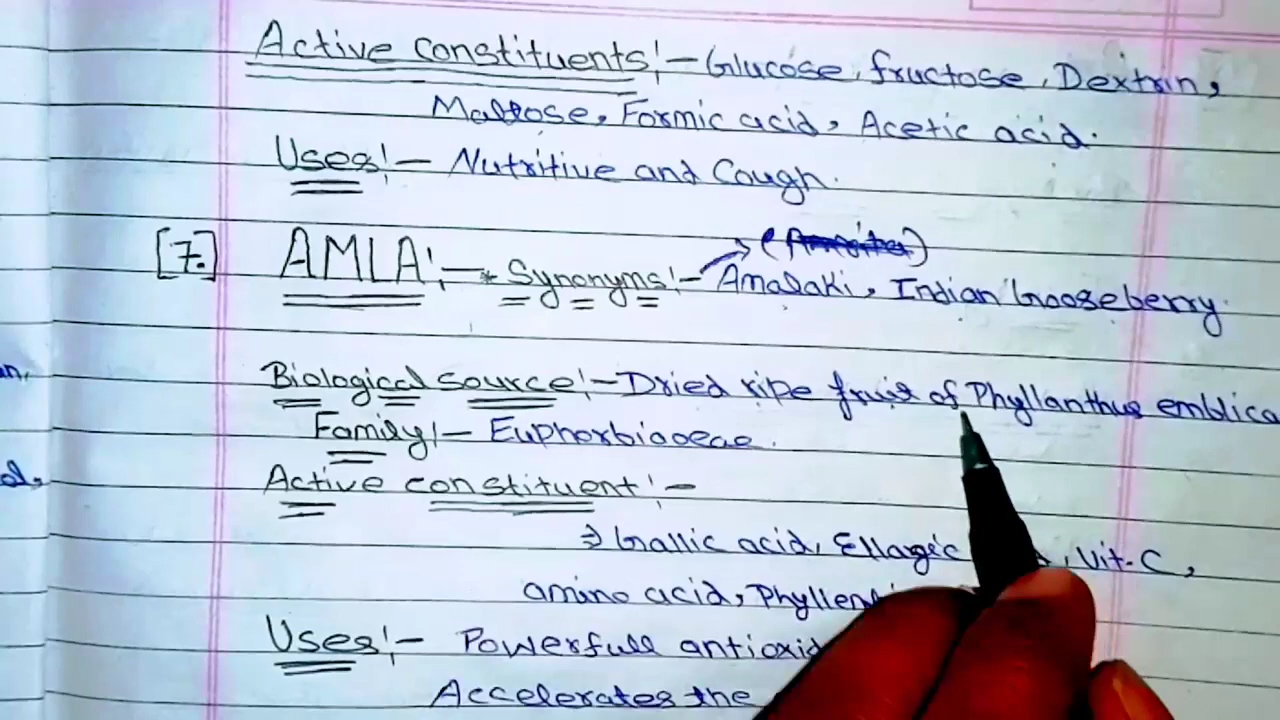 Active constituents:- Glucose, fructose, Dextrin,
Maltose, Formic acid, Acetic acid.
Uses:- Nutritive and Cough.
[7.] AMLA:- * Synonyms:- Amalaki, Indian Gooseberry.
Biological source:- Dried ripe fruit of Phyllanthus emblica
Family:- Euphorbiaceae.
Active constituent:-
⇒ Gallic acid, Ellagic, Vit-C,
amino acid,
Uses:- Powerfull
Accelerates the